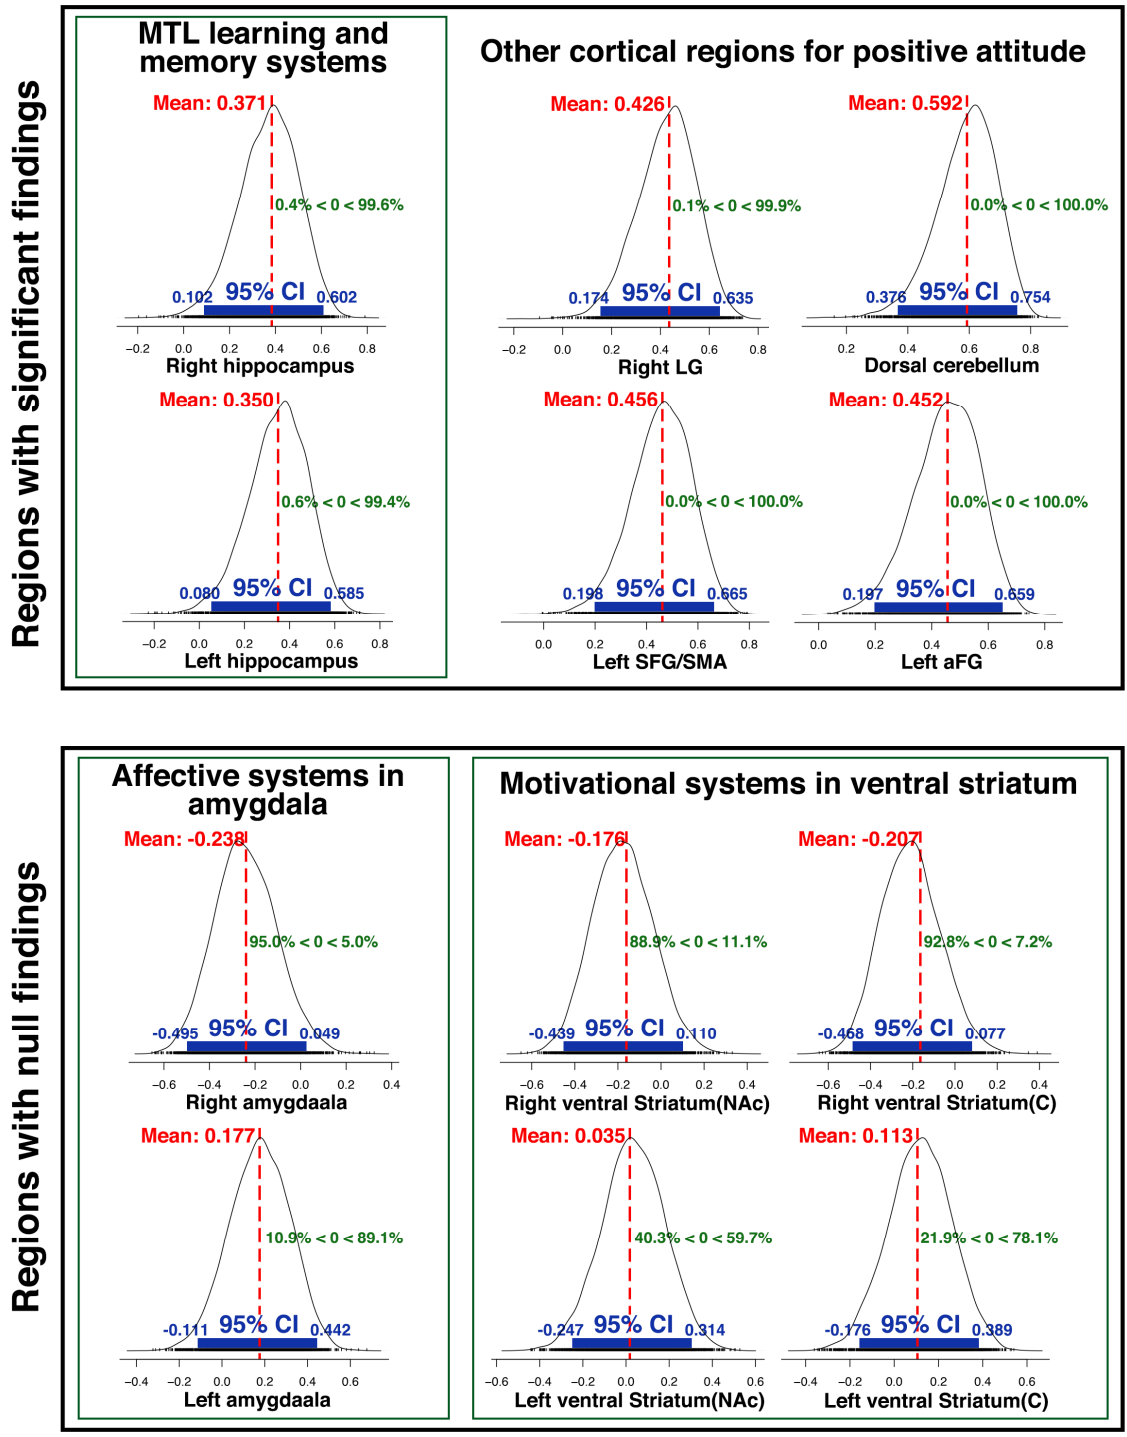 Regions with significant findings
MTL learning and
memory systems
Other cortical regions for positive attitude
Mean: 0.371
0.4% < 0 < 99.6%
0.102 95% CI 0.602
−0.2 0.0 0.2 0.4 0.6 0.8
Right hippocampus
Mean: 0.426
0.1% < 0 < 99.9%
0.174 95% CI 0.635
−0.2 0.0 0.2 0.4 0.6 0.8
Right LG
Mean: 0.592
0.0% < 0 < 100.0%
0.376 95% CI 0.754
0.2 0.4 0.6 0.8
Dorsal cerebellum
Mean: 0.350
0.6% < 0 < 99.4%
0.080 95% CI 0.585
−0.2 0.0 0.2 0.4 0.6 0.8
Left hippocampus
Mean: 0.456
0.0% < 0 < 100.0%
0.198 95% CI 0.665
0.0 0.2 0.4 0.6 0.8
Left SFG/SMA
Mean: 0.452
0.0% < 0 < 100.0%
0.197 95% CI 0.659
0.0 0.2 0.4 0.6 0.8
Left aFG
Regions with null findings
Affective systems in
amygdala
Motivational systems in ventral striatum
Mean: -0.238
95.0% < 0 < 5.0%
-0.495 95% CI 0.049
−0.6 −0.4 −0.2 0.0 0.2 0.4
Right amygdaala
Mean: -0.176
88.9% < 0 < 11.1%
-0.439 95% CI 0.110
−0.6 −0.4 −0.2 0.0 0.2 0.4
Right ventral Striatum(NAc)
Mean: -0.207
92.8% < 0 < 7.2%
-0.468 95% CI 0.077
−0.6 −0.4 −0.2 0.0 0.2 0.4
Right ventral Striatum(C)
Mean: 0.177
10.9% < 0 < 89.1%
-0.111 95% CI 0.442
−0.4 −0.2 0.0 0.2 0.4 0.6
Left amygdaala
Mean: 0.035
40.3% < 0 < 59.7%
-0.247 95% CI 0.314
−0.6 −0.4 −0.2 0.0 0.2 0.4 0.6
Left ventral Striatum(NAc)
Mean: 0.113
21.9% < 0 < 78.1%
-0.176 95% CI 0.389
−0.4 −0.2 0.0 0.2 0.4 0.6
Left ventral Striatum(C)